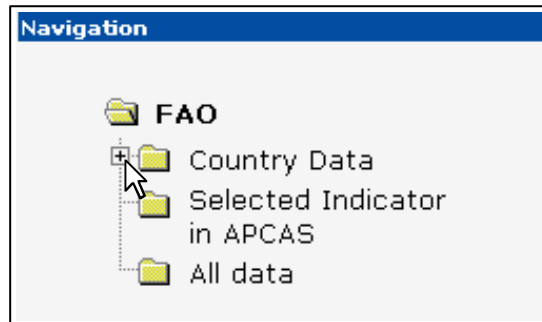 Navigation
FAO
Country Data
Selected Indicator
in APCAS
All data